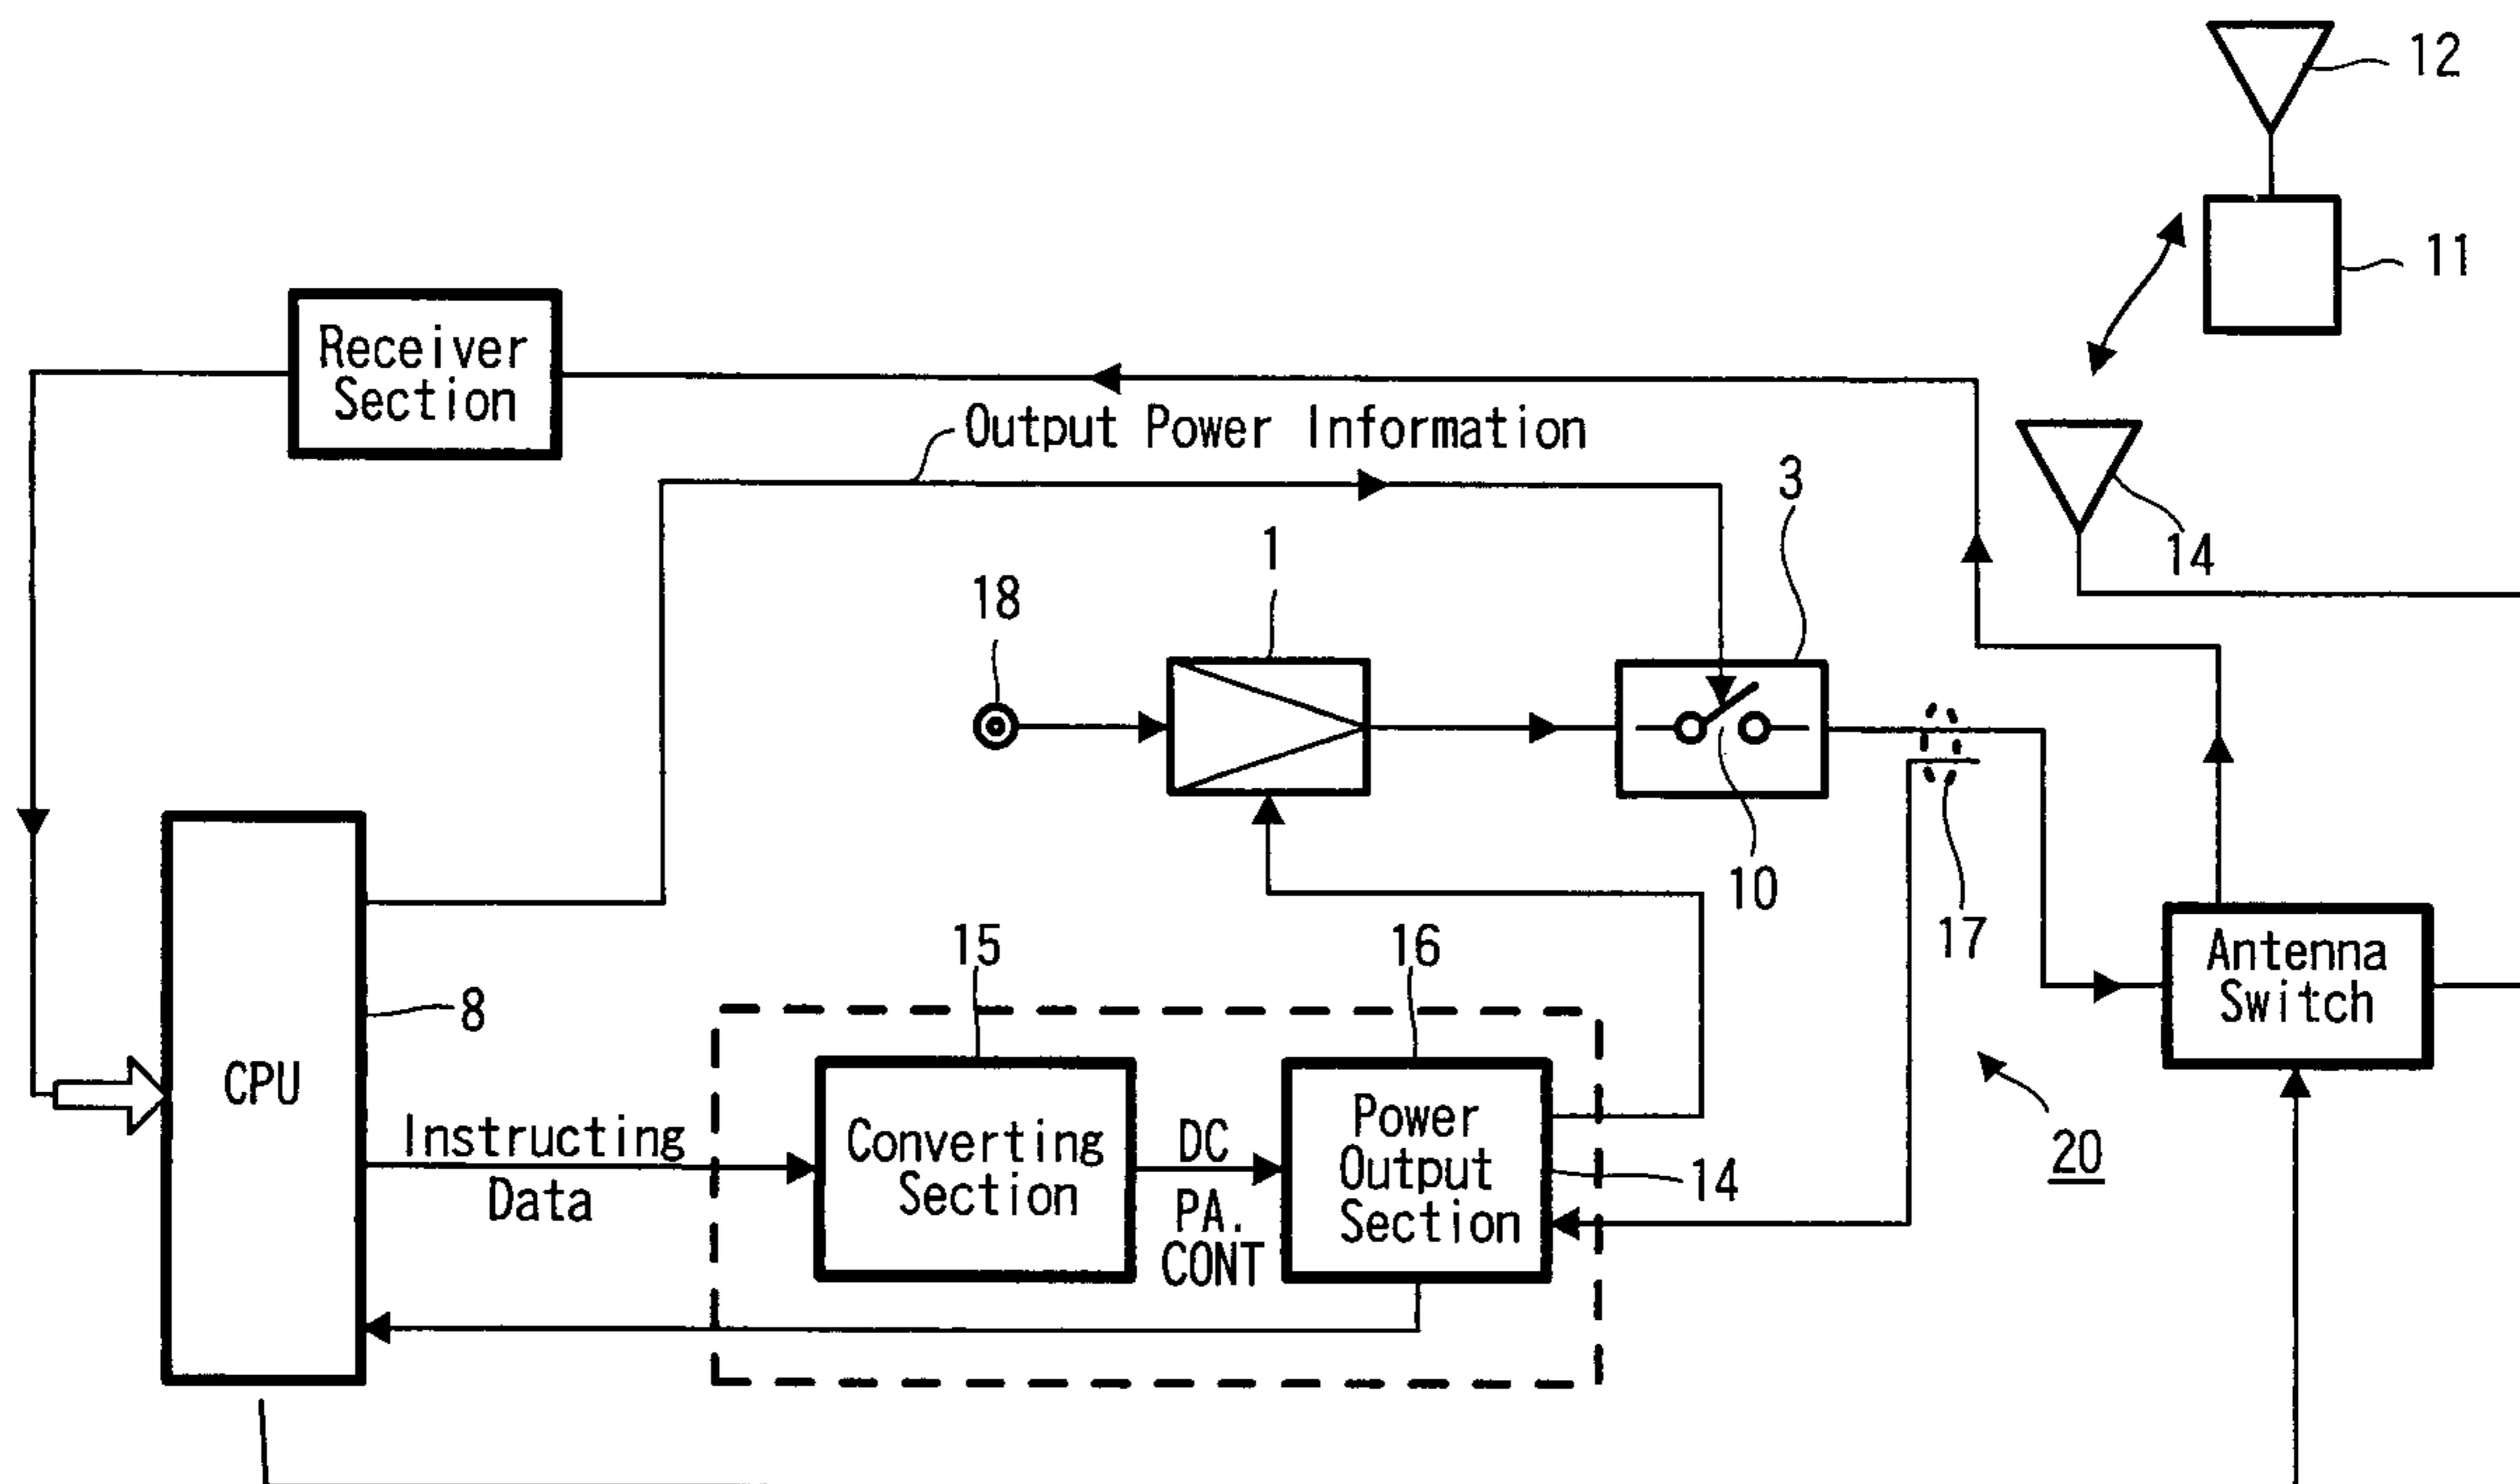 12
11
Receiver
Section
Output Power Information
3
14
1
18
10
17
15
16
Antenna
Switch
8
CPU
Instructing
Data
Converting
Section
DC
PA.
CONT
Power
Output
Section
14
20